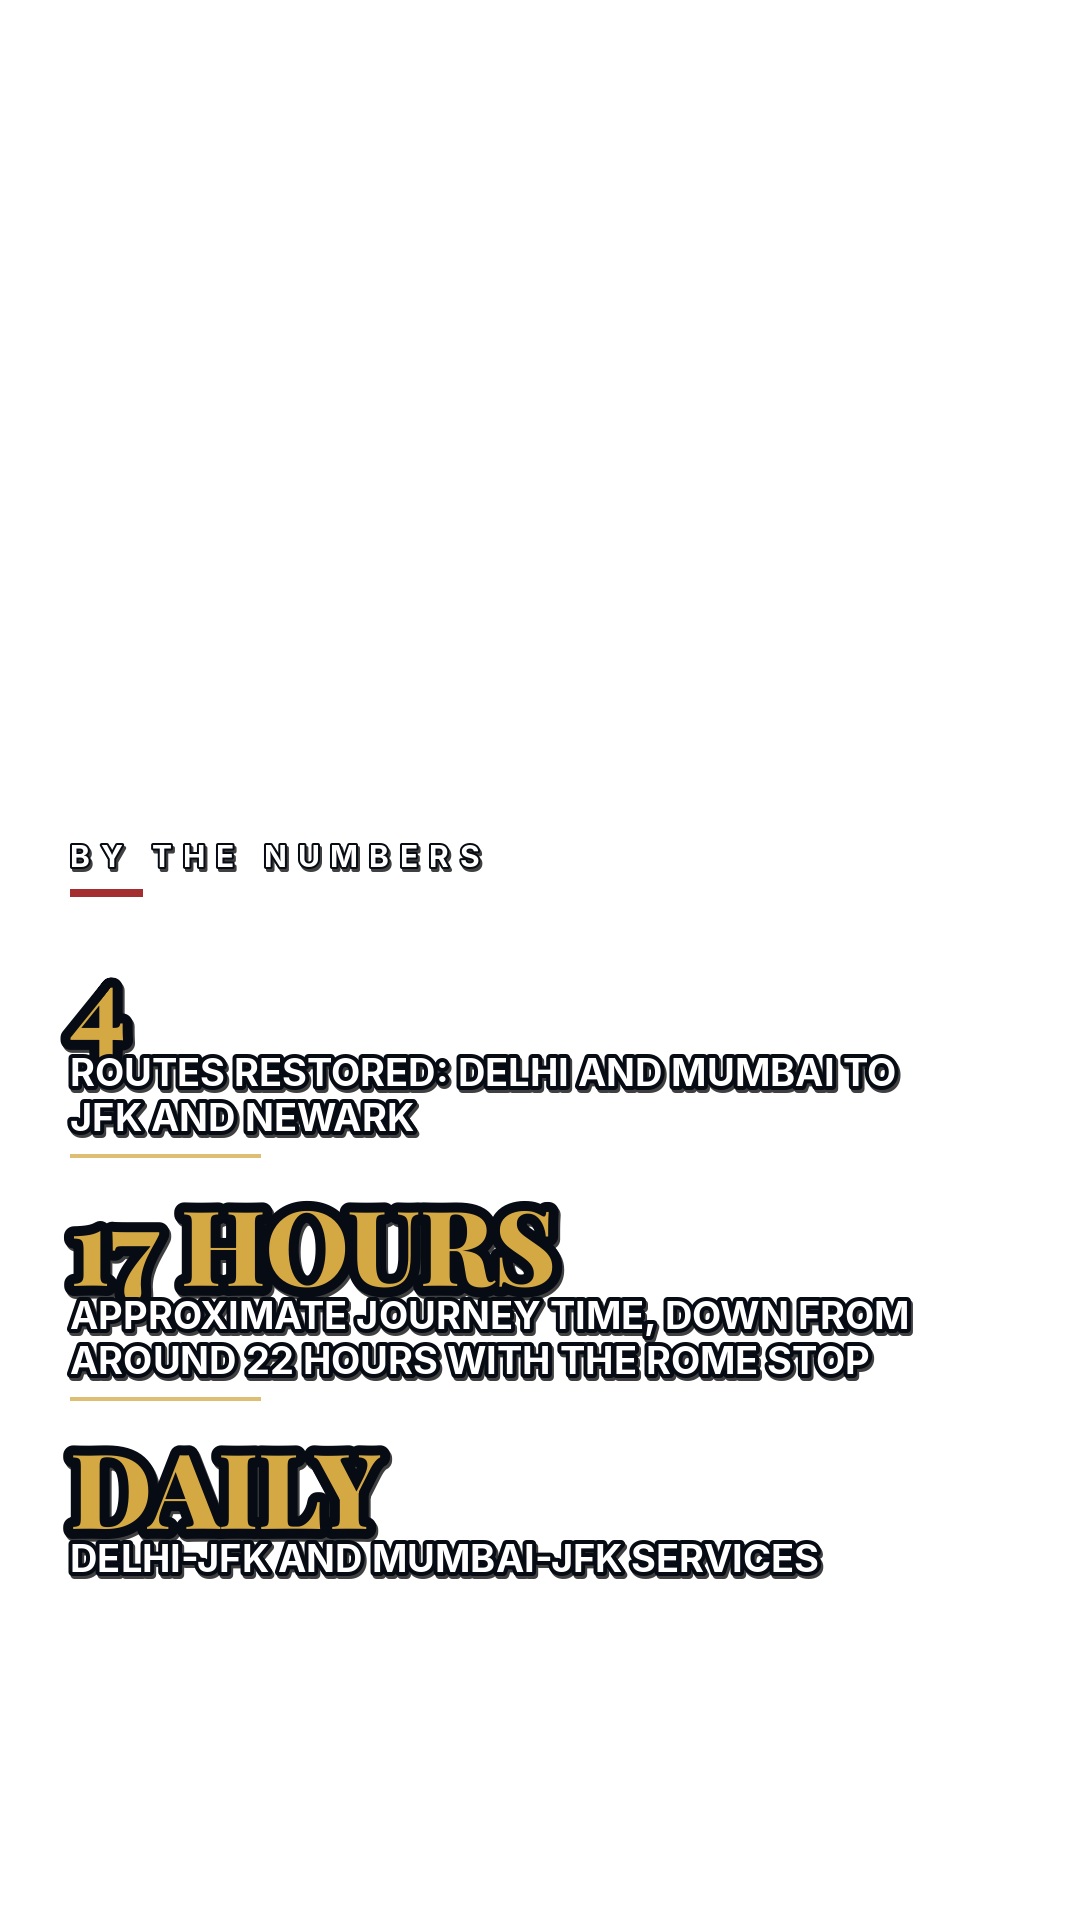 BY THE NUMBERS
4
ROUTES RESTORED: DELHI AND MUMBAI TO
JFK AND NEWARK
17 HOURS
APPROXIMATE JOURNEY TIME, DOWN FROM
AROUND 22 HOURS WITH THE ROME STOP
DAILY
DELHI-JFK AND MUMBAI-JFK SERVICES